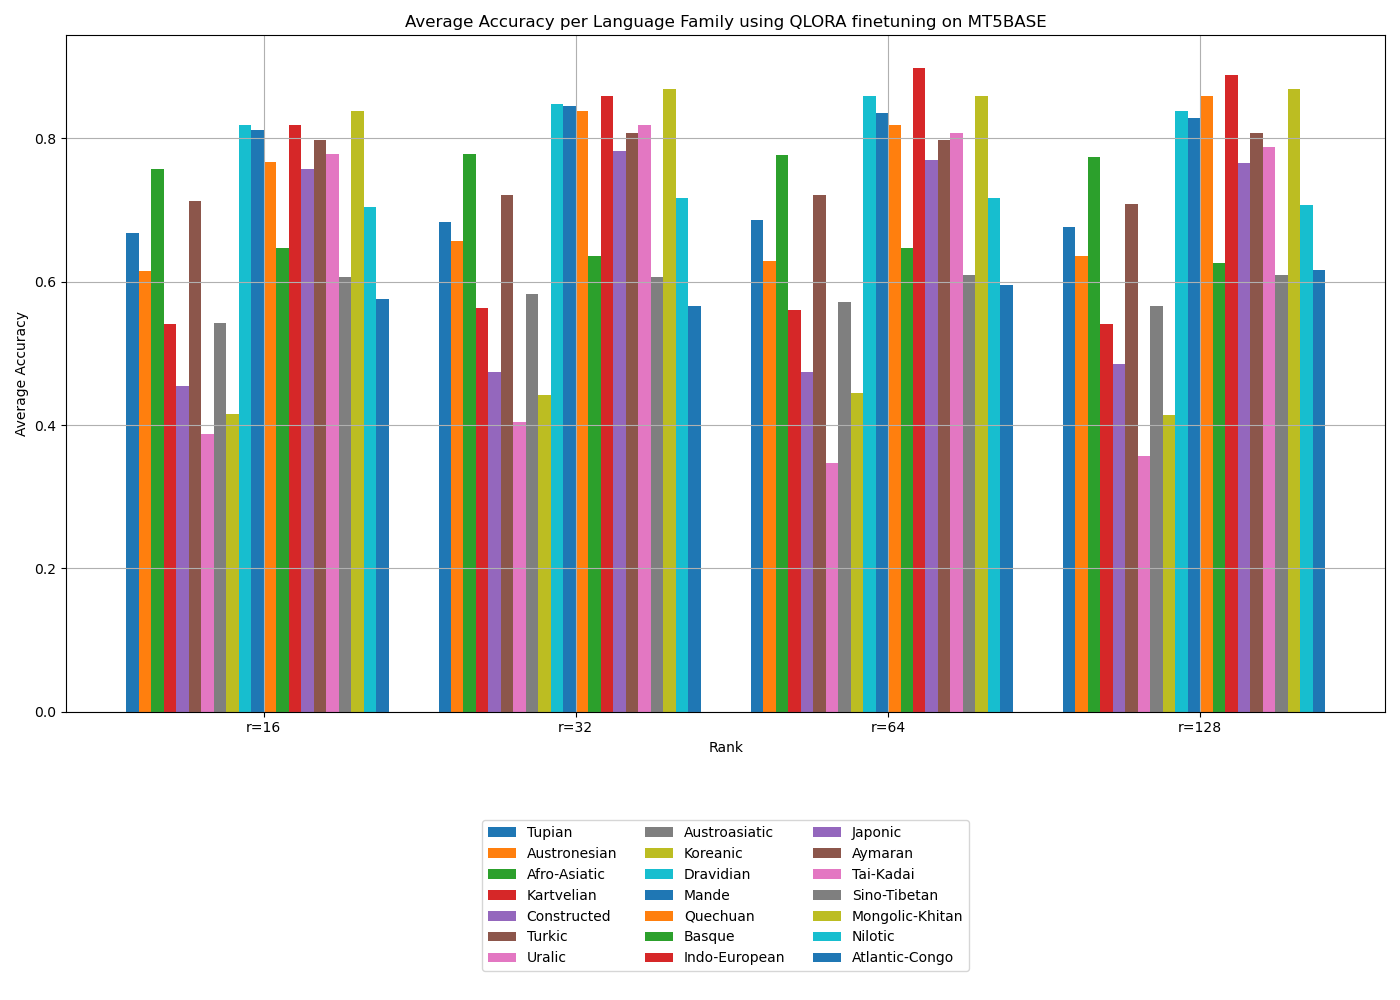 Average Accuracy per Language Family using QLORA finetuning on MT5BASE
Average Accuracy
0.8
0.6
0.4
0.2
0.0
r=16
r=32
r=64
r=128
Rank
Tupian
Austronesian
Afro-Asiatic
Kartvelian
Constructed
Turkic
Uralic
Austroasiatic
Koreanic
Dravidian
Mande
Quechuan
Basque
Indo-European
Japonic
Aymaran
Tai-Kadai
Sino-Tibetan
Mongolic-Khitan
Nilotic
Atlantic-Congo